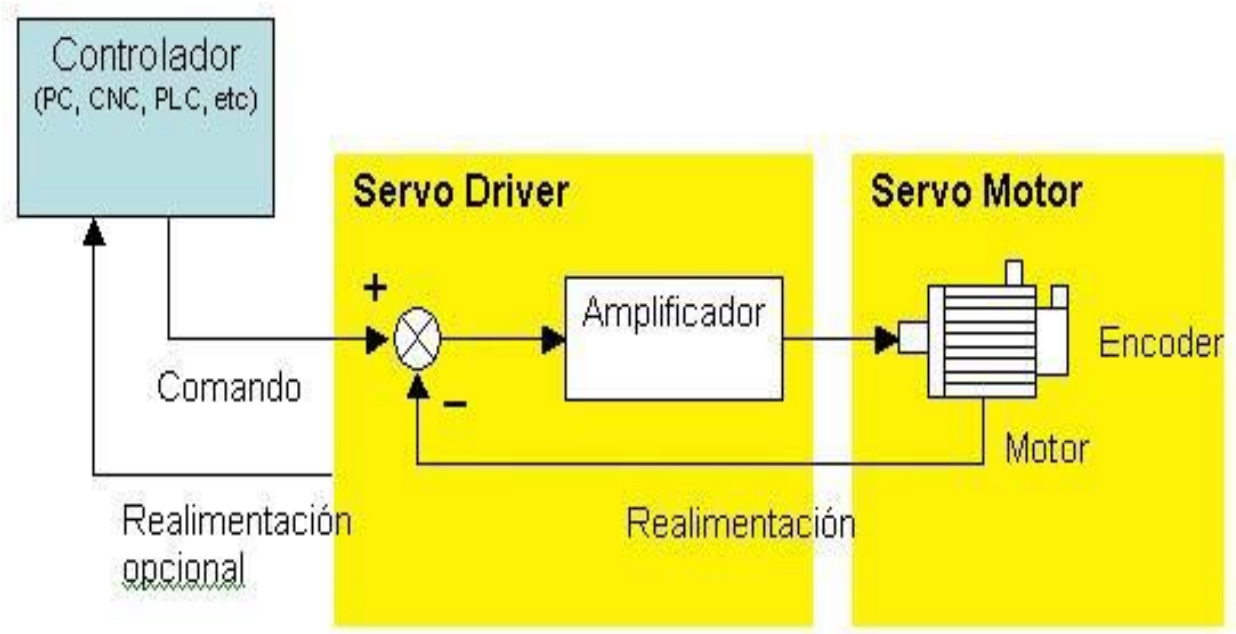 Controlador
(PC, CNC, PLC, etc)
Servo Driver
Servo Motor
+
Amplificador
Encoder
Comando
−
Motor
Realimentación
opcional
Realimentación